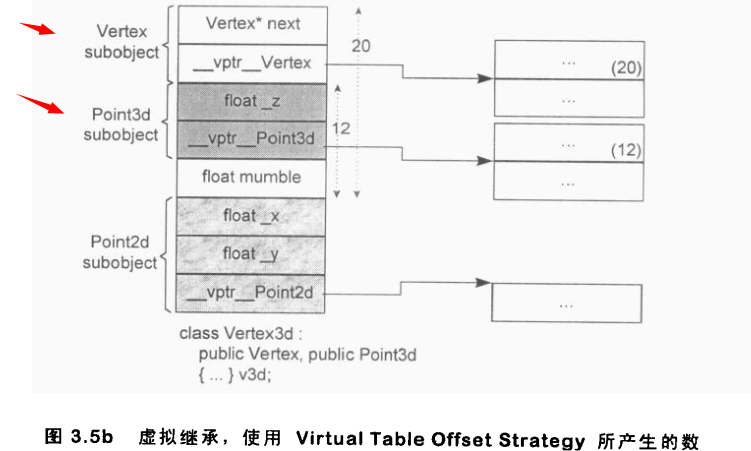 Vertex
subobject
Vertex* next
__vptr__Vertex
20
...
(20)
...
Point3d
subobject
float _z
__vptr__Point3d
12
...
(12)
...
float mumble
Point2d
subobject
float _x
float _y
__vptr__Point2d
...
class Vertex3d :
public Vertex, public Point3d
{ ... } v3d;
图 3.5b 虚拟继承，使用 Virtual Table Offset Strategy 所产生的数